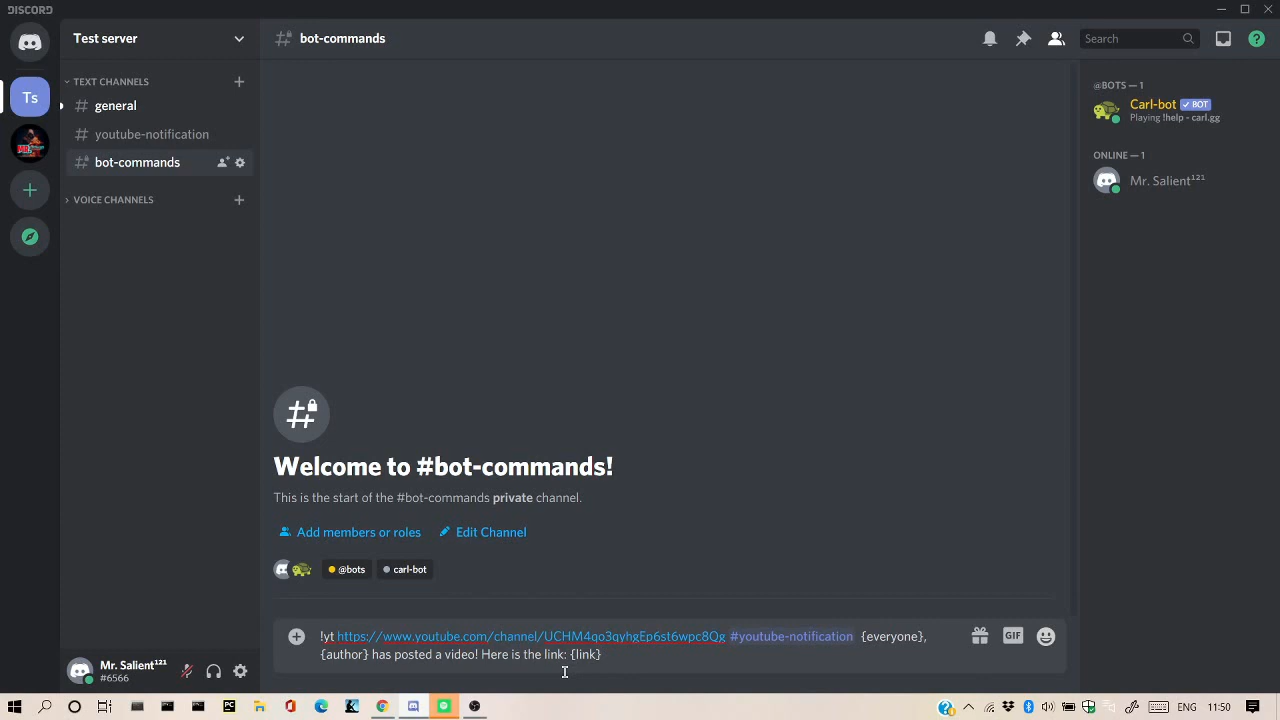 DISCORD
Test server
bot-commands
Search
Ts
TEXT CHANNELS
general
youtube-notification
bot-commands
VOICE CHANNELS
@BOTS — 1
Carl-bot BOT
Playing !help - carl.gg
ONLINE — 1
Mr. Salient¹²¹
Welcome to #bot-commands!
This is the start of the #bot-commands private channel.
Add members or roles Edit Channel
@bots carl-bot
!yt https://www.youtube.com/channel/UCHM4qo3qyhgEp6st6wpc8Qg #youtube-notification {everyone},
{author} has posted a video! Here is the link: {link}
GIF
Mr. Salient¹²¹
#6566
ENG 11:50